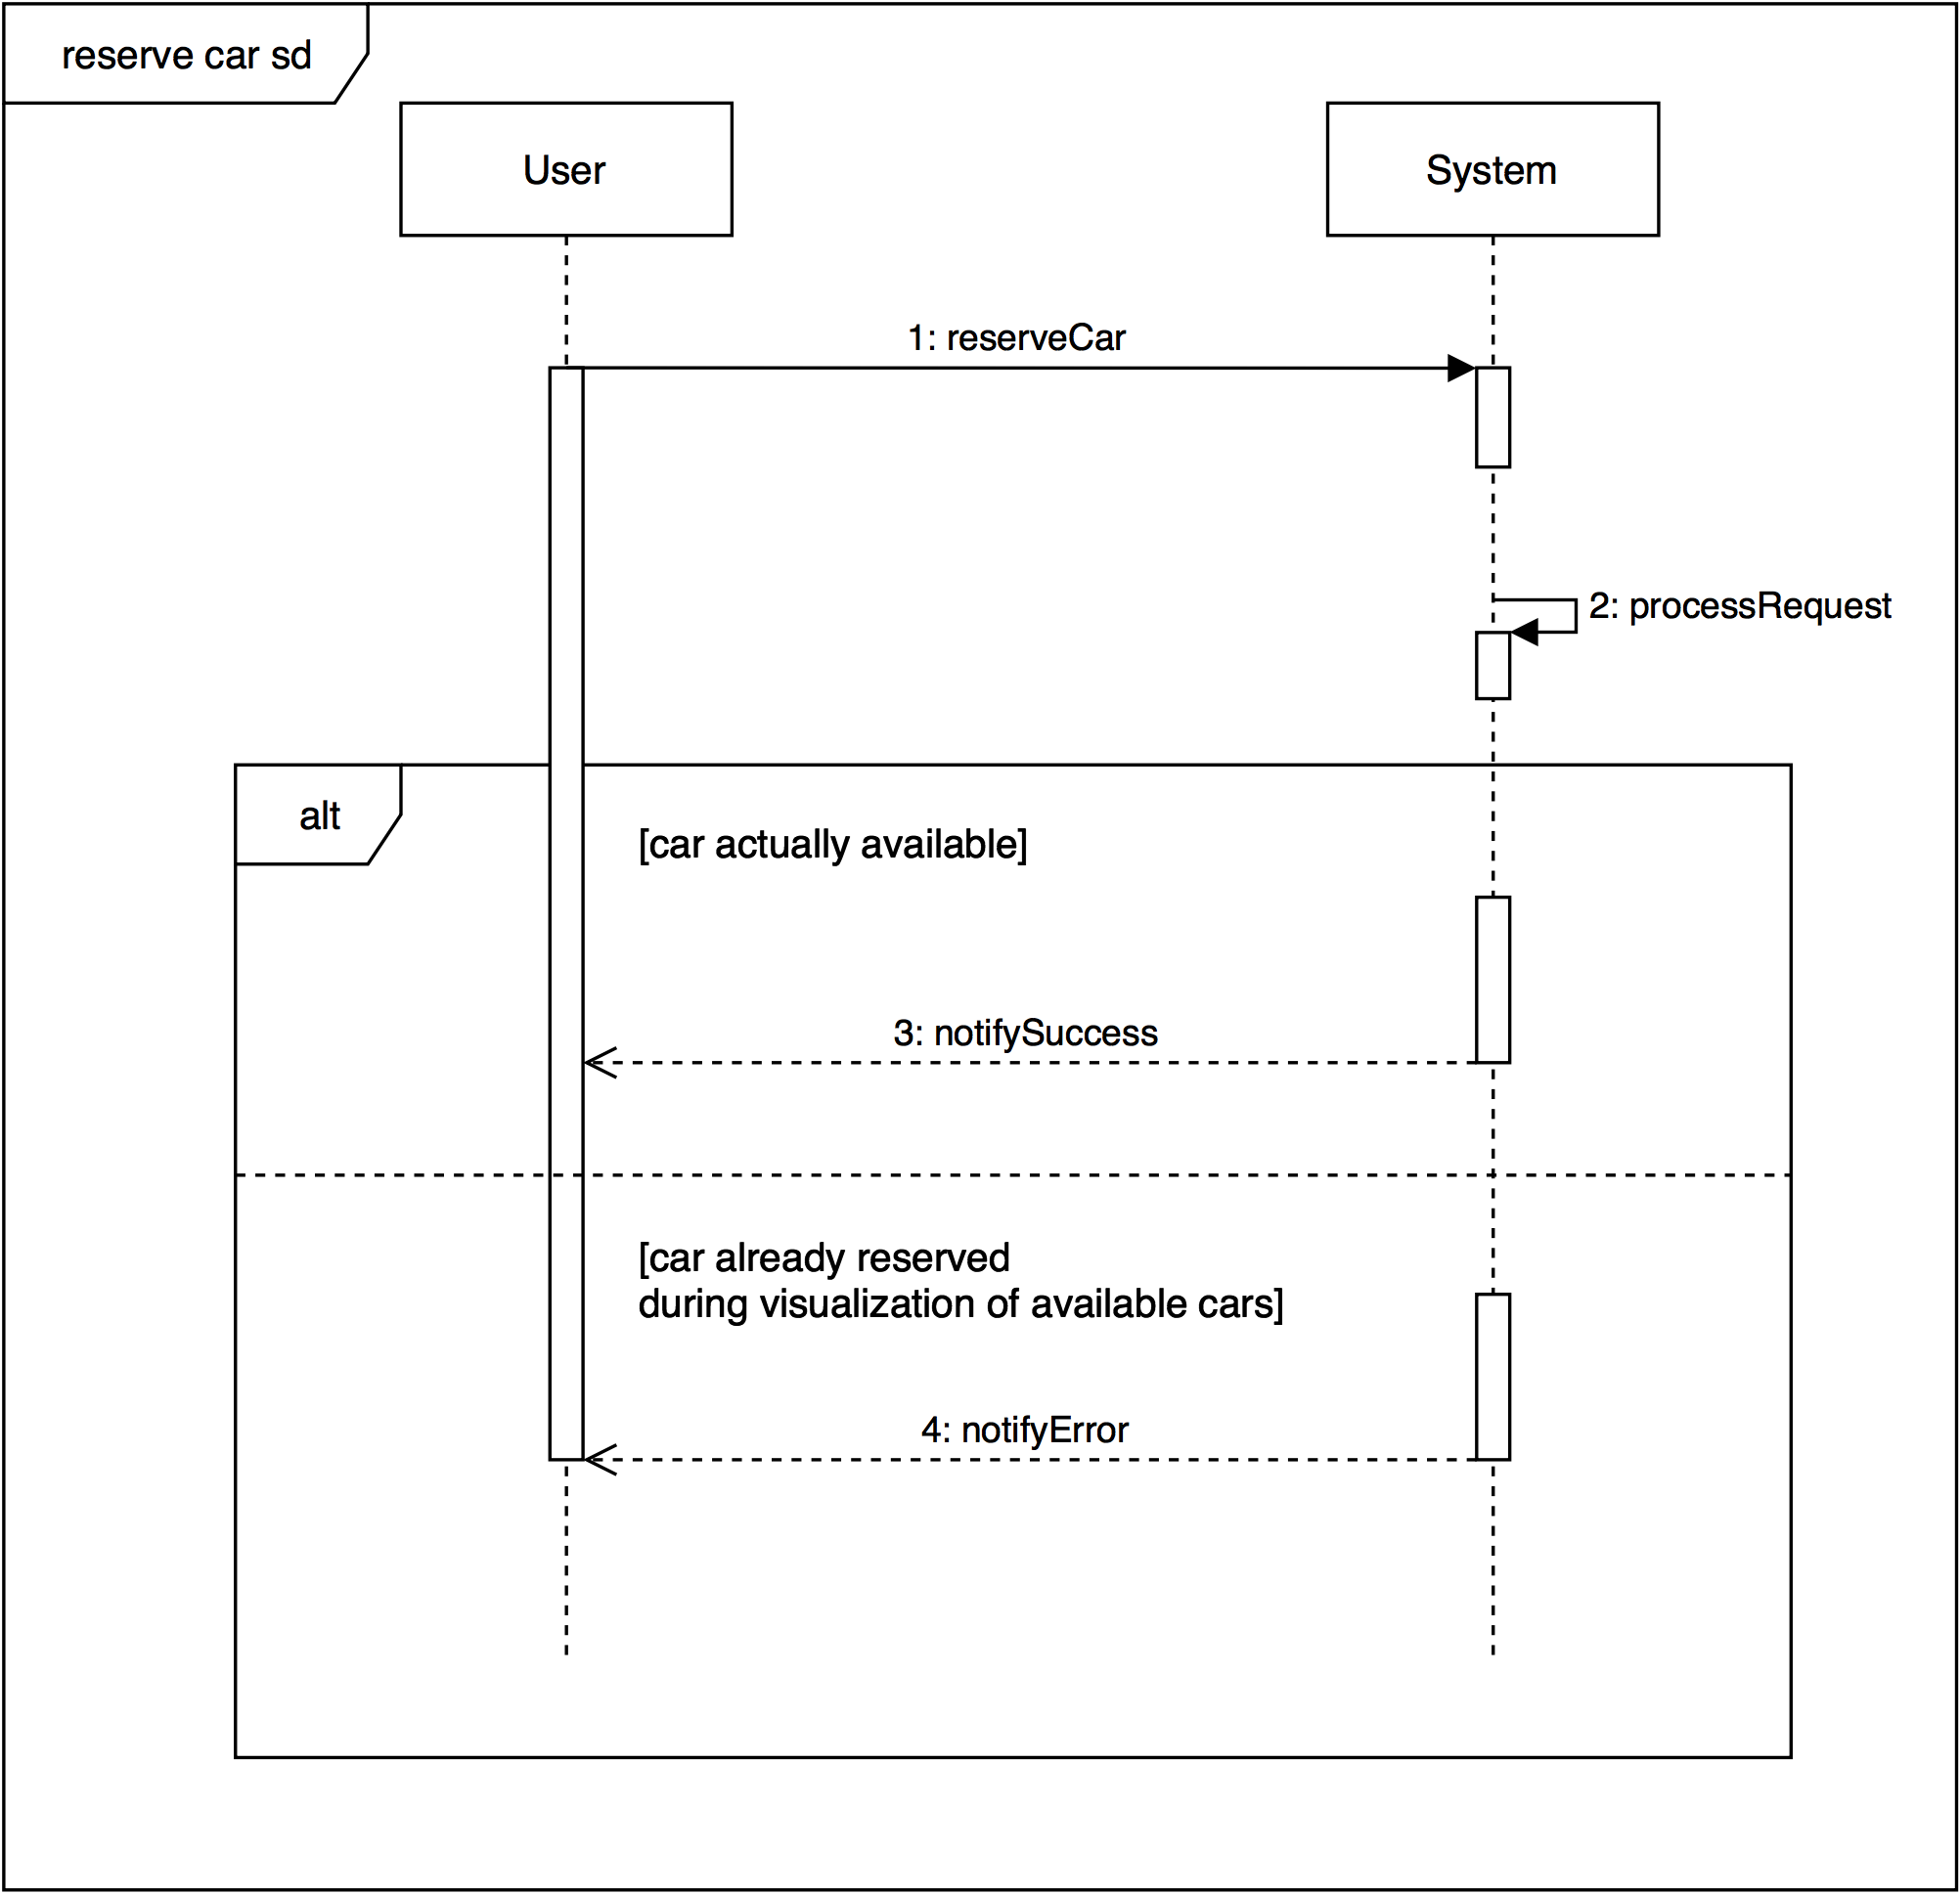 reserve car sd
User
System
1: reserveCar
2: processRequest
alt
[car actually available]
3: notifySuccess
[car already reserved
during visualization of available cars]
4: notifyError